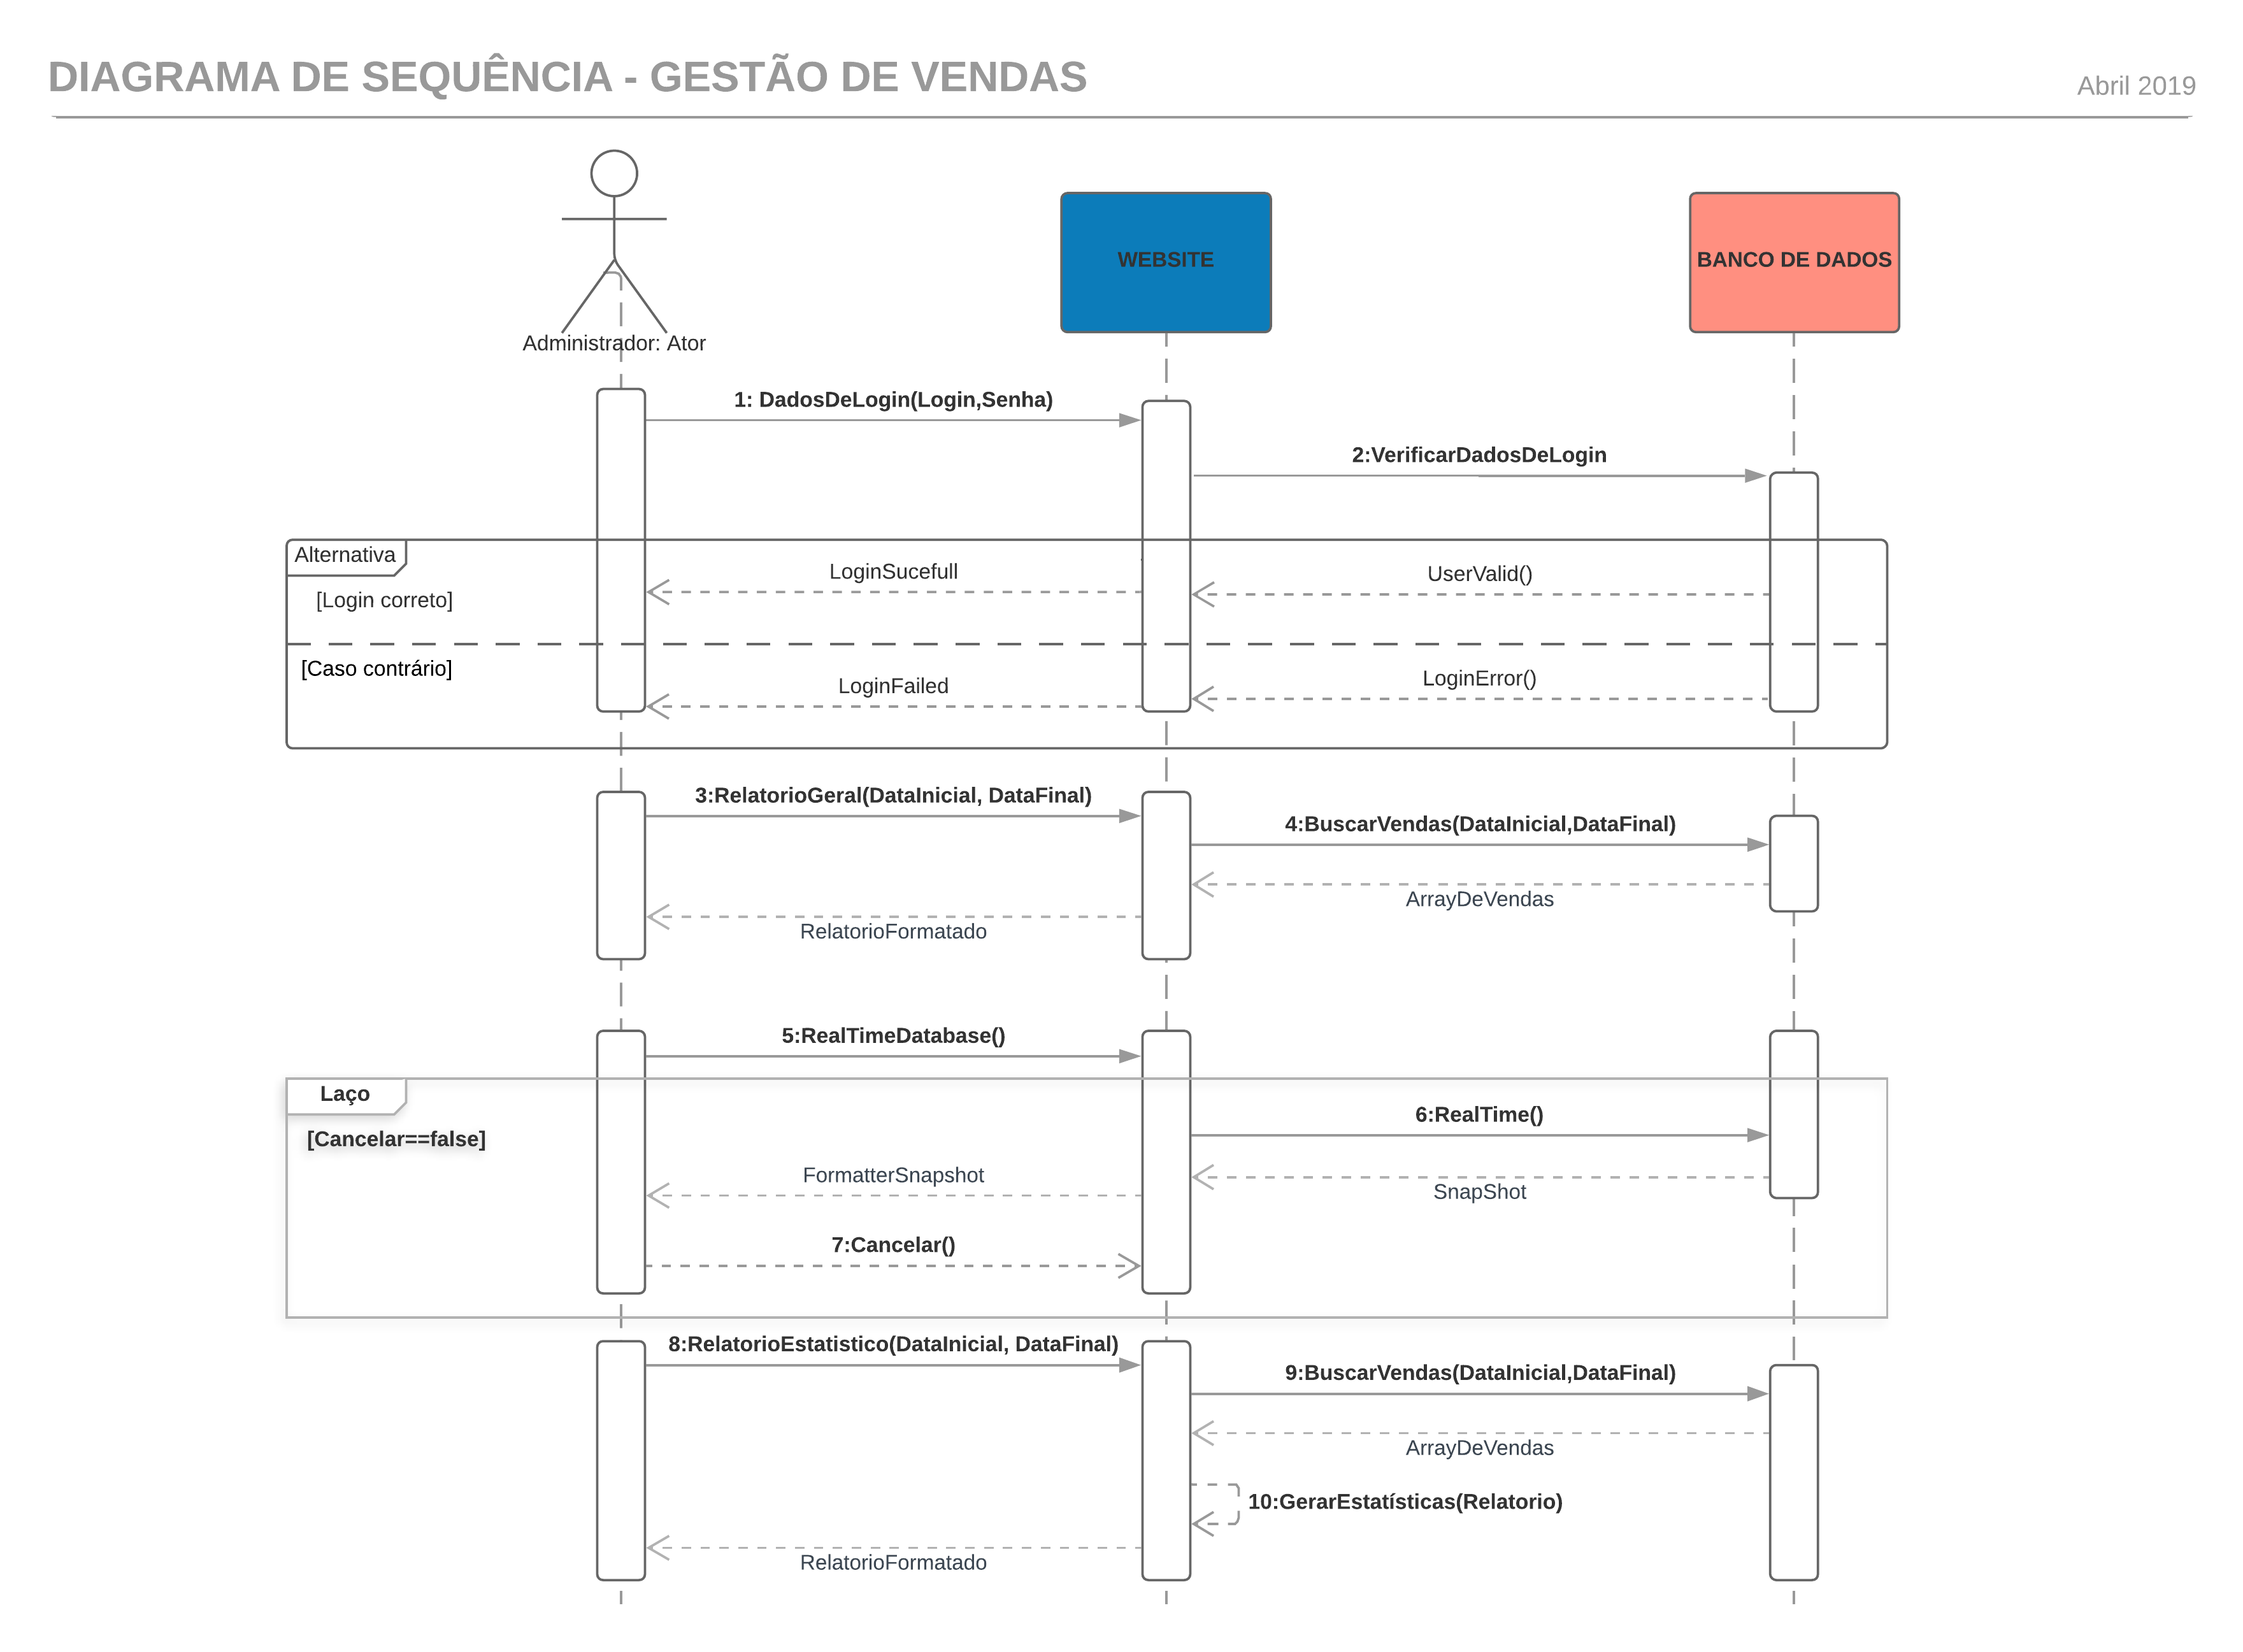 DIAGRAMA DE SEQUÊNCIA - GESTÃO DE VENDAS
Abril 2019
WEBSITE
BANCO DE DADOS
Administrador: Ator
1: DadosDeLogin(Login,Senha)
2:VerificarDadosDeLogin
Alternativa
LoginSucefull
UserValid()
[Login correto]
[Caso contrário]
LoginFailed
LoginError()
3:RelatorioGeral(DataInicial, DataFinal)
4:BuscarVendas(DataInicial,DataFinal)
ArrayDeVendas
RelatorioFormatado
5:RealTimeDatabase()
Laço
6:RealTime()
[Cancelar==false]
FormatterSnapshot
SnapShot
7:Cancelar()
8:RelatorioEstatistico(DataInicial, DataFinal)
9:BuscarVendas(DataInicial,DataFinal)
ArrayDeVendas
10:GerarEstatísticas(Relatorio)
RelatorioFormatado